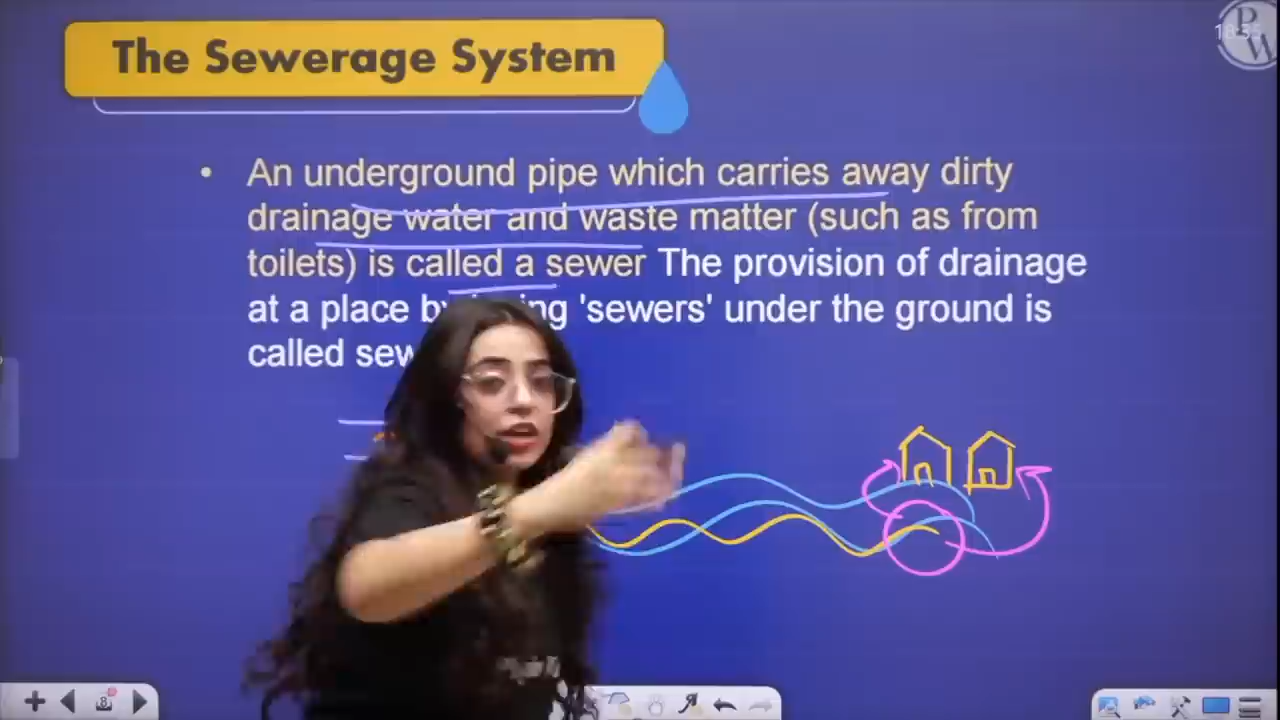 The Sewerage System
• An underground pipe which carries away dirty
drainage water and waste matter (such as from
toilets) is called a sewer The provision of drainage
at a place by 'sewers' under the ground is
called
P
W
8